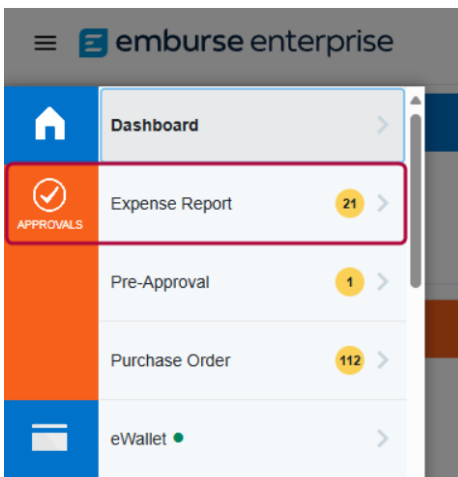 emburse enterprise
Dashboard
APPROVALS
Expense Report 21
Pre-Approval 1
Purchase Order 112
eWallet